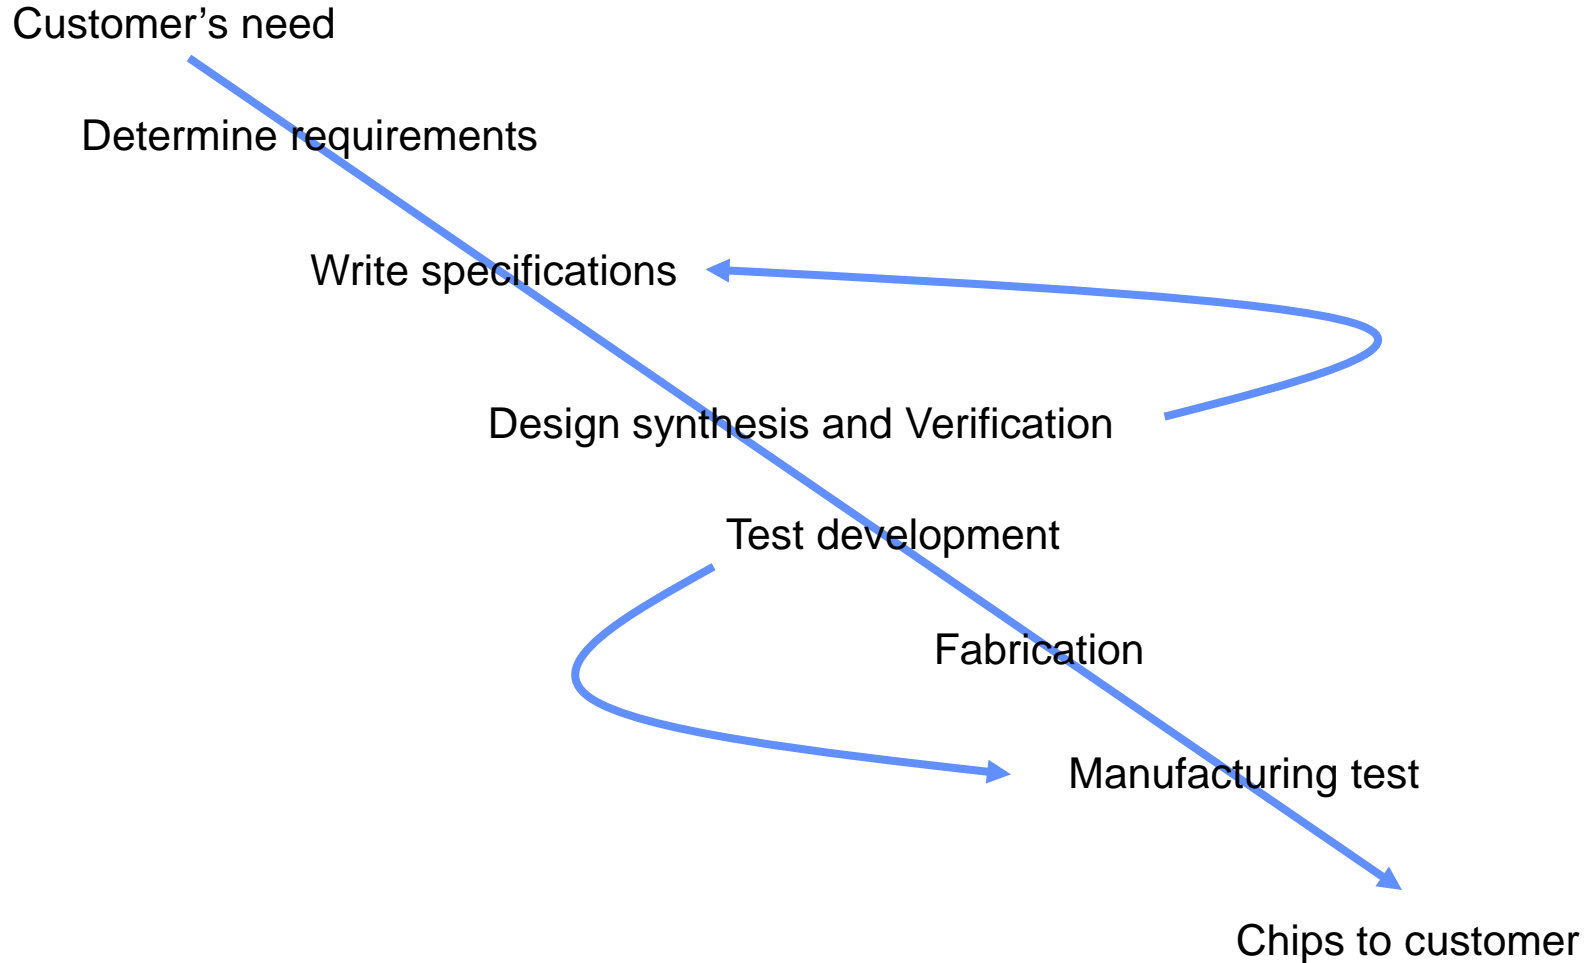 Customer’s need
Determine requirements
Write specifications
Design synthesis and Verification
Test development
Fabrication
Manufacturing test
Chips to customer